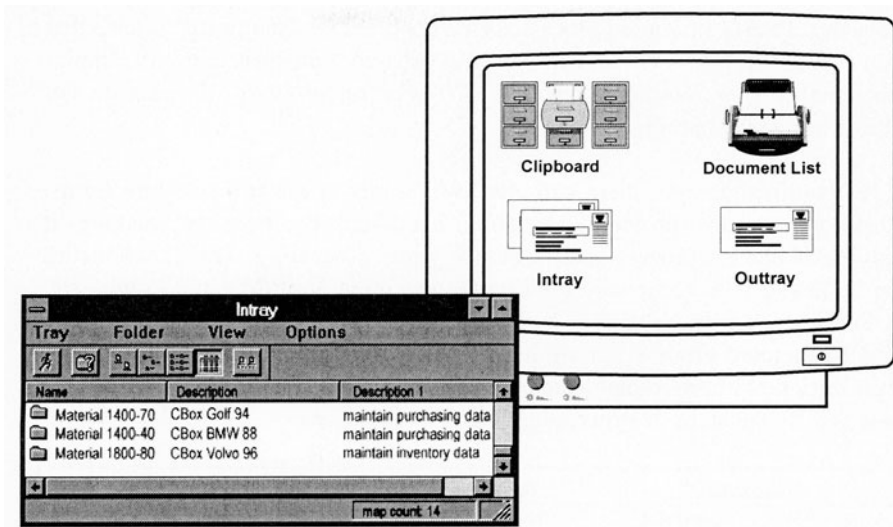 Clipboard
Document List
Intray
Outtray
Intray
Tray Folder View Options
Name Description Description 1
Material 1400-70 CBox Golf 94 maintain purchasing data
Material 1400-40 CBox BMW 88 maintain purchasing data
Material 1800-80 CBox Volvo 96 maintain inventory data
map count: 14